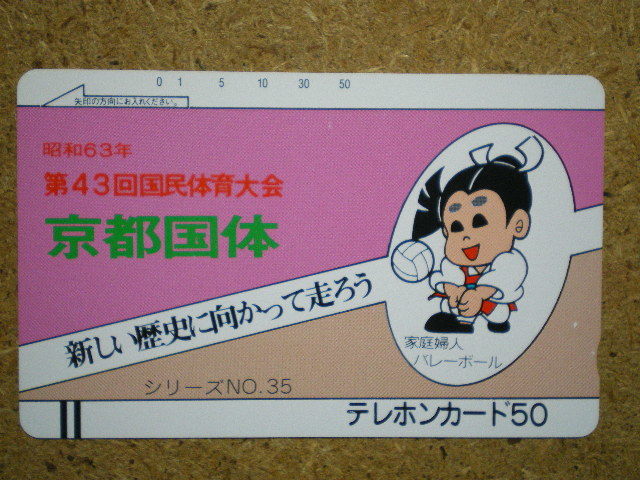 0 1 5 10 30 50
矢印の方向にお入れください。
昭和63年
第43回国民体育大会
京都国体
新しい歴史に向かって走ろう
家庭婦人
バレーボール
シリーズNO.35
テレホンカード50